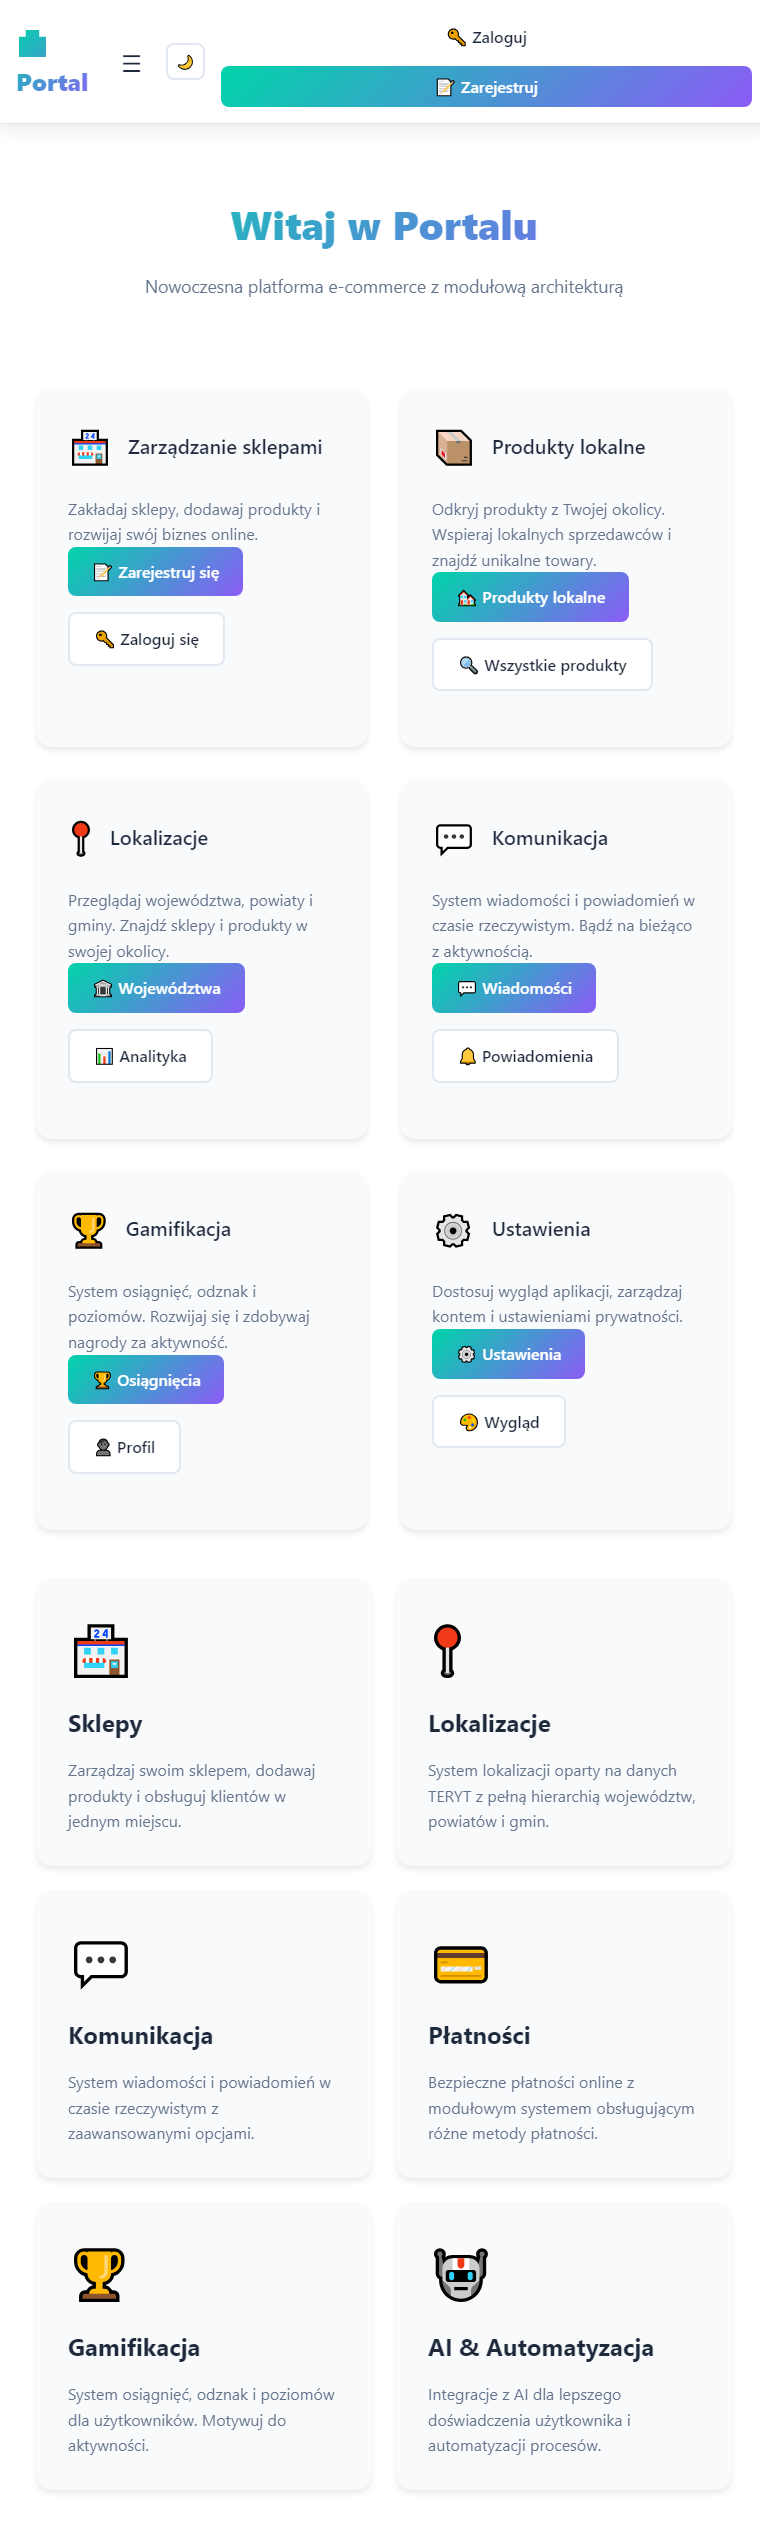 Portal
Zaloguj
Zarejestruj
Witaj w Portalu
Nowoczesna platforma e-commerce z modułową architekturą
24
Zarządzanie sklepami
Zakładaj sklepy, dodawaj produkty i
rozwijaj swój biznes online.
Zarejestruj się
Zaloguj się
Produkty lokalne
Odkryj produkty z Twojej okolicy.
Wspieraj lokalnych sprzedawców i
znajdź unikalne towary.
Produkty lokalne
Wszystkie produkty
Lokalizacje
Przeglądaj województwa, powiaty i
gminy. Znajdź sklepy i produkty w
swojej okolicy.
Województwa
Analityka
Komunikacja
System wiadomości i powiadomień w
czasie rzeczywistym. Bądź na bieżąco
z aktywnością.
Wiadomości
Powiadomienia
Gamifikacja
System osiągnięć, odznak i
poziomów. Rozwijaj się i zdobywaj
nagrody za aktywność.
Osiągnięcia
Profil
Ustawienia
Dostosuj wygląd aplikacji, zarządzaj
kontem i ustawieniami prywatności.
Ustawienia
Wygląd
24
Sklepy
Zarządzaj swoim sklepem, dodawaj
produkty i obsługuj klientów w
jednym miejscu.
Lokalizacje
System lokalizacji oparty na danych
TERYT z pełną hierarchią województw,
powiatów i gmin.
Komunikacja
System wiadomości i powiadomień w
czasie rzeczywistym z
zaawansowanymi opcjami.
Płatności
Bezpieczne płatności online z
modułowym systemem obsługującym
różne metody płatności.
Gamifikacja
System osiągnięć, odznak i poziomów
dla użytkowników. Motywuj do
aktywności.
AI & Automatyzacja
Integracje z AI dla lepszego
doświadczenia użytkownika i
automatyzacji procesów.